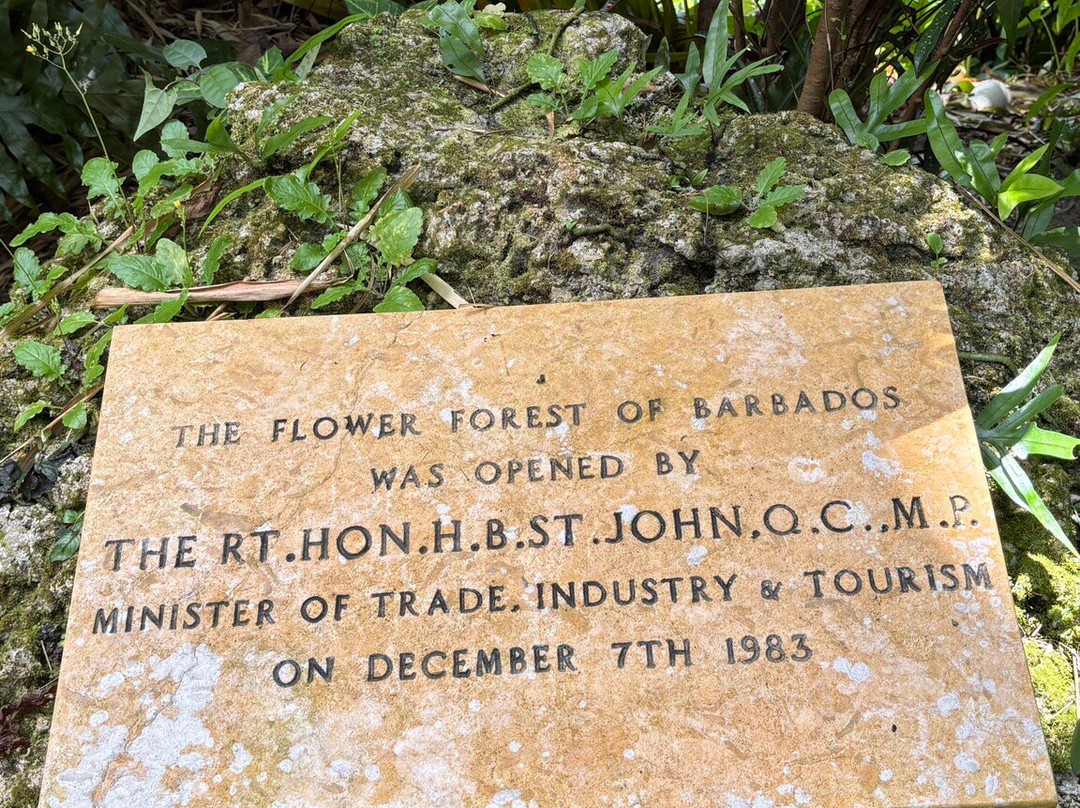 THE FLOWER FOREST OF BARBADOS
WAS OPENED BY
THE RT.HON.H.B.ST.JOHN,Q.C.,M.P.
MINISTER OF TRADE. INDUSTRY & TOURISM
ON DECEMBER 7TH 1983